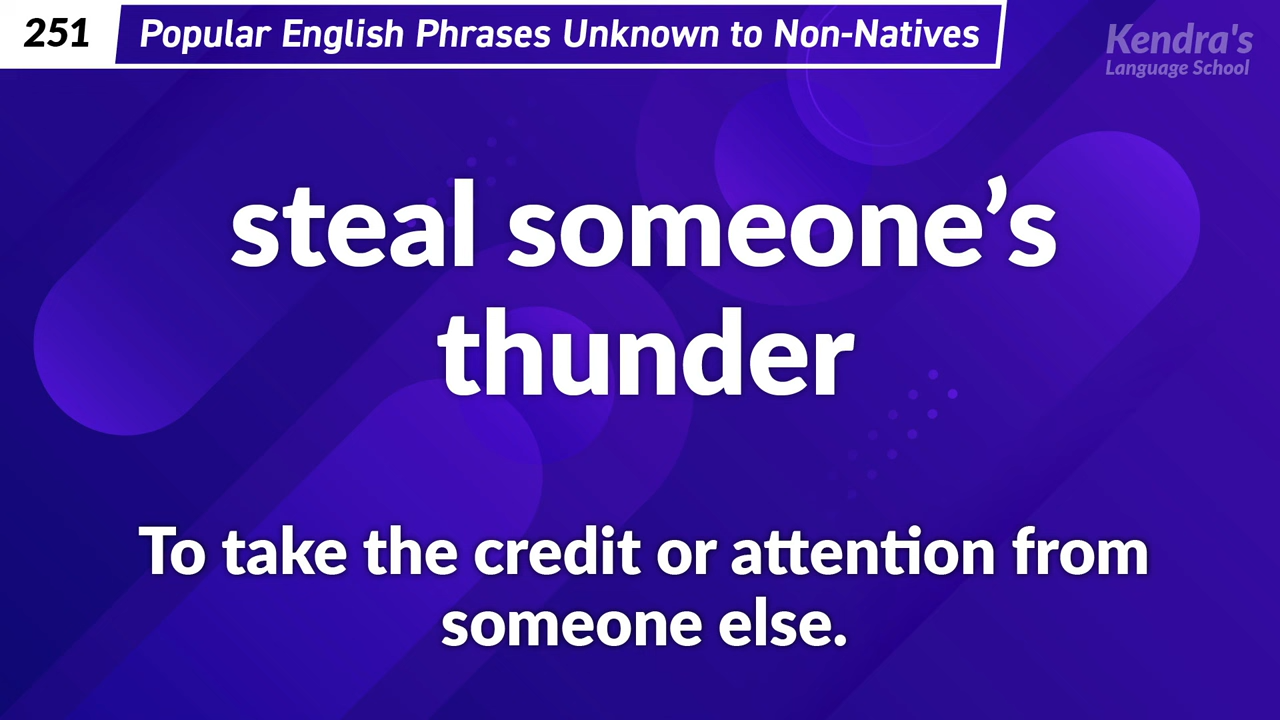 251 Popular English Phrases Unknown to Non-Natives
Kendra's
Language School
steal someone’s
thunder
To take the credit or attention from
someone else.